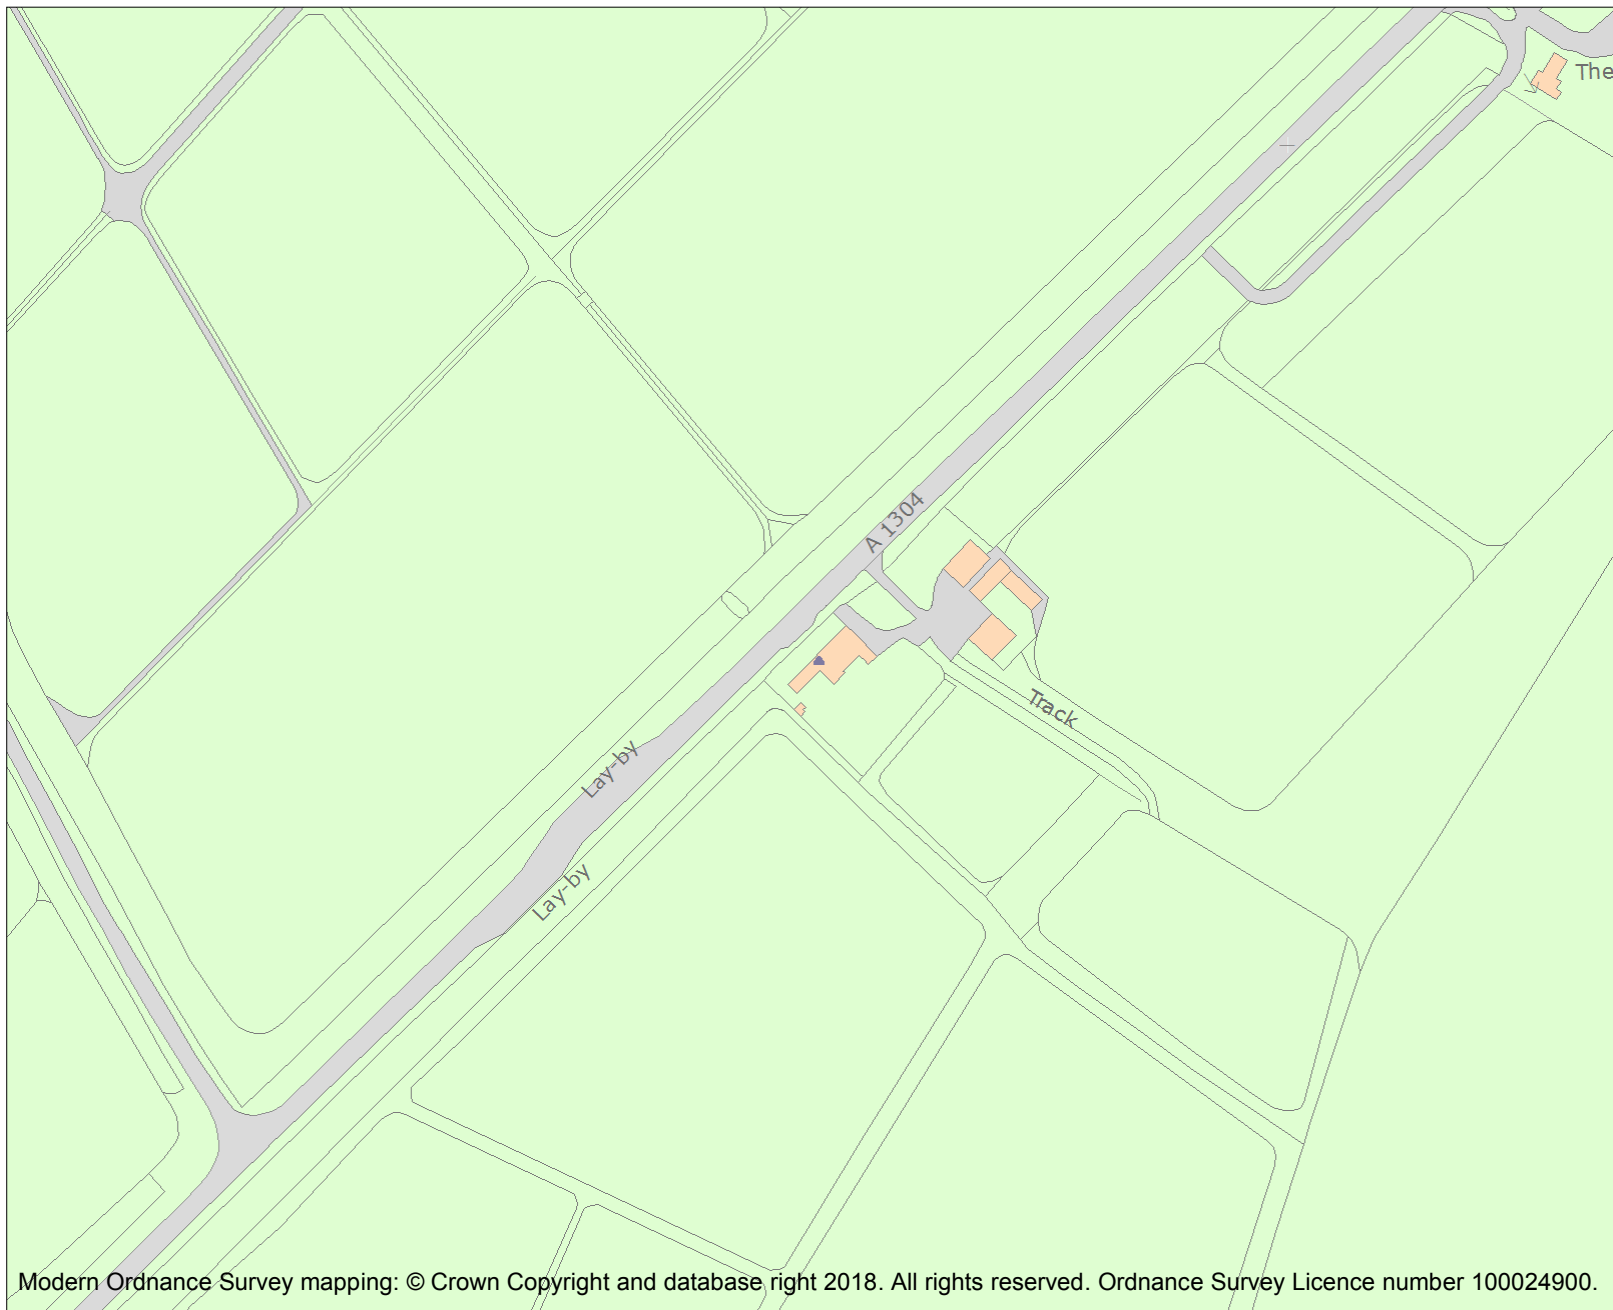 The
A 1304
Track
Lay-by
Lay-by
Modern Ordnance Survey mapping: © Crown Copyright and database right 2018. All rights reserved. Ordnance Survey Licence number 100024900.